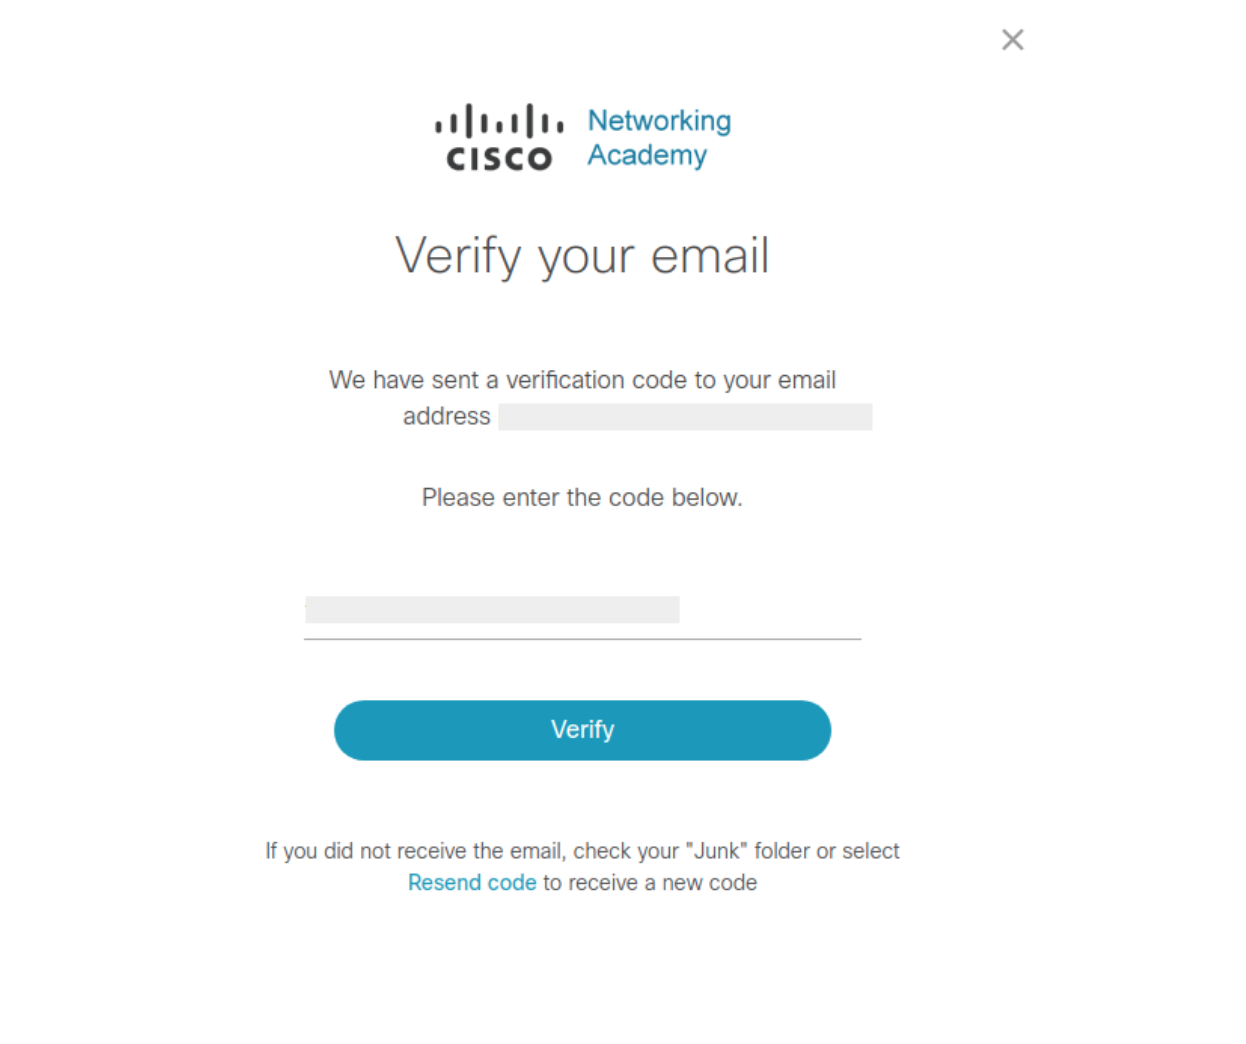 CISCO
Networking
Academy
Verify your email
We have sent a verification code to your email
address
Please enter the code below.
Verify
If you did not receive the email, check your "Junk" folder or select
Resend code to receive a new code